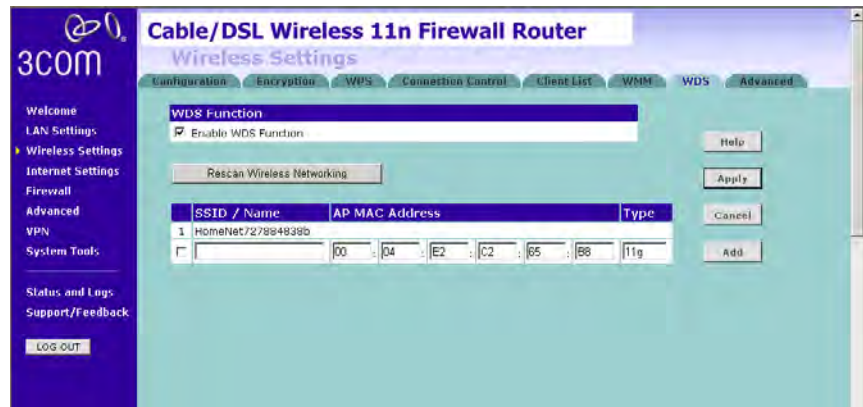 3COM
Cable/DSL Wireless 11n Firewall Router
Wireless Settings
Configuration Encryption WPS Connection Control Client List WMM WDS Advanced
Welcome
LAN Settings
Wireless Settings
Internet Settings
Firewall
Advanced
VPN
System Tools
Status and Logs
Support/Feedback
LOG OUT
WDS Function
Enable WDS Function
Rescan Wireless Networking
SSID / Name AP MAC Address Type
1 HomeNet727884838b
00 : 04 : E2 : C2 : 65 : B8 11g
Help
Apply
Cancel
Add